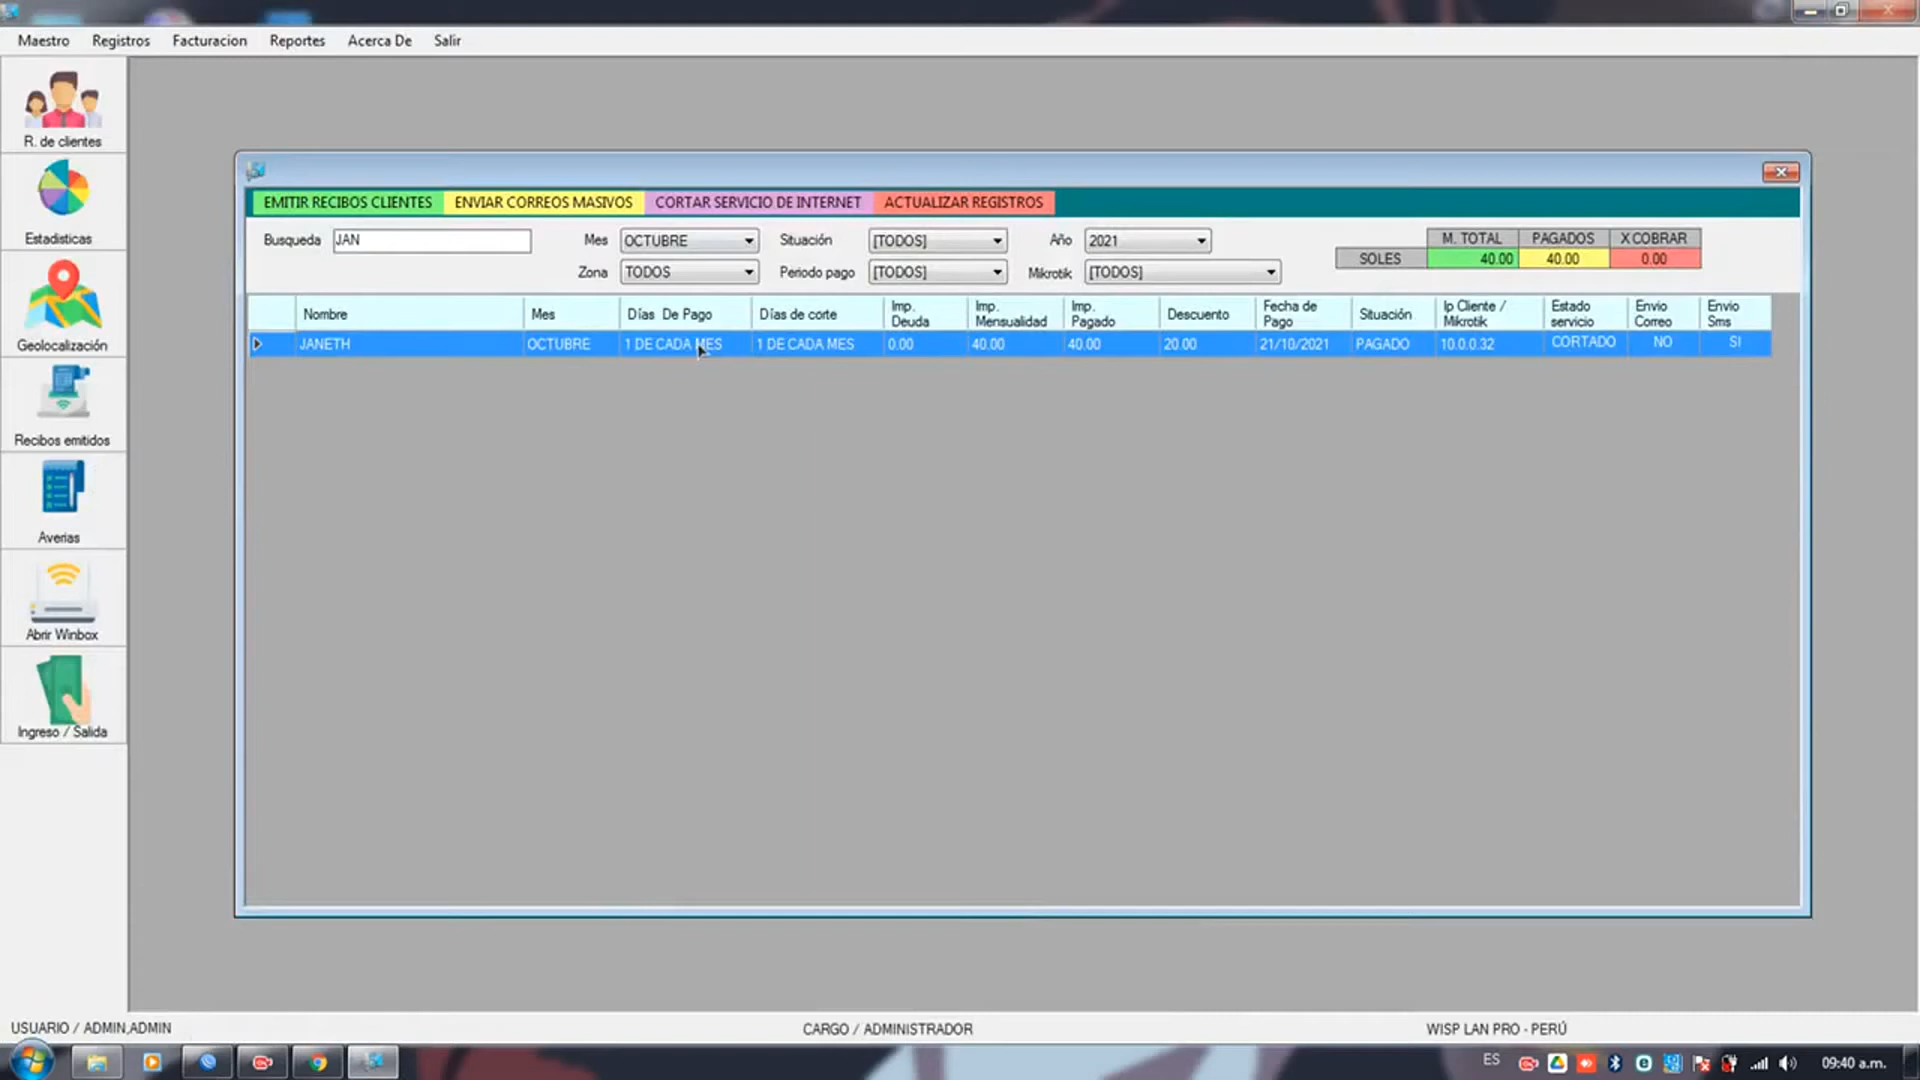 Maestro Registros Facturacion Reportes Acerca De Salir
R. de clientes
Estadisticas
Geolocalización
Recibos emitidos
Averias
Abrir Winbox
Ingreso / Salida
EMITIR RECIBOS CLIENTES ENVIAR CORREOS MASIVOS CORTAR SERVICIO DE INTERNET ACTUALIZAR REGISTROS
Busqueda JAN Mes OCTUBRE Situación [TODOS] Año 2021
Zona TODOS Periodo pago [TODOS] Mikrotik [TODOS]
M. TOTAL PAGADOS X COBRAR
SOLES 40.00 40.00 0.00
Nombre Mes Días De Pago Días de corte Imp. Deuda Imp. Mensualidad Imp. Pagado Descuento Fecha de Pago Situación Ip Cliente / Mikrotik Estado servicio Envio Correo Envio Sms
JANETH OCTUBRE 1 DE CADA MES 1 DE CADA MES 0.00 40.00 40.00 20.00 21/10/2021 PAGADO 10.0.0.32 CORTADO NO SI
USUARIO / ADMIN,ADMIN CARGO / ADMINISTRADOR WISP LAN PRO - PERÚ
ES 09:40 a.m.